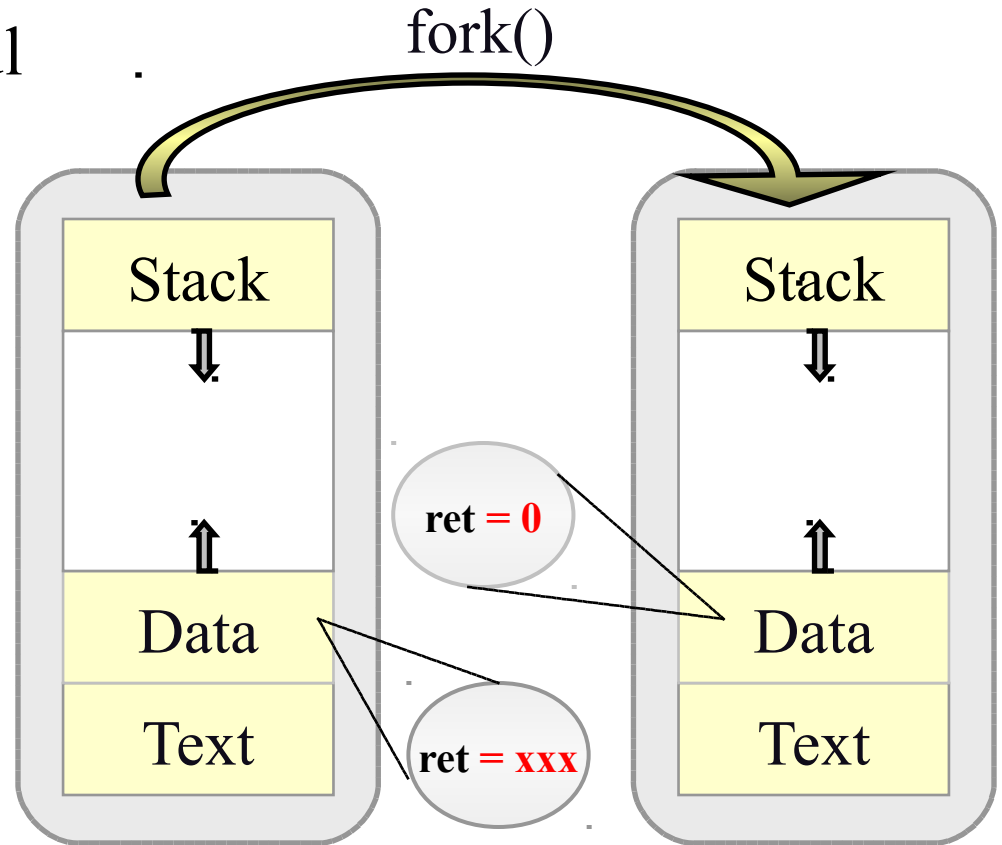 fork()
Stack
Stack
ret = 0
Data
Data
ret = xxx
Text
Text